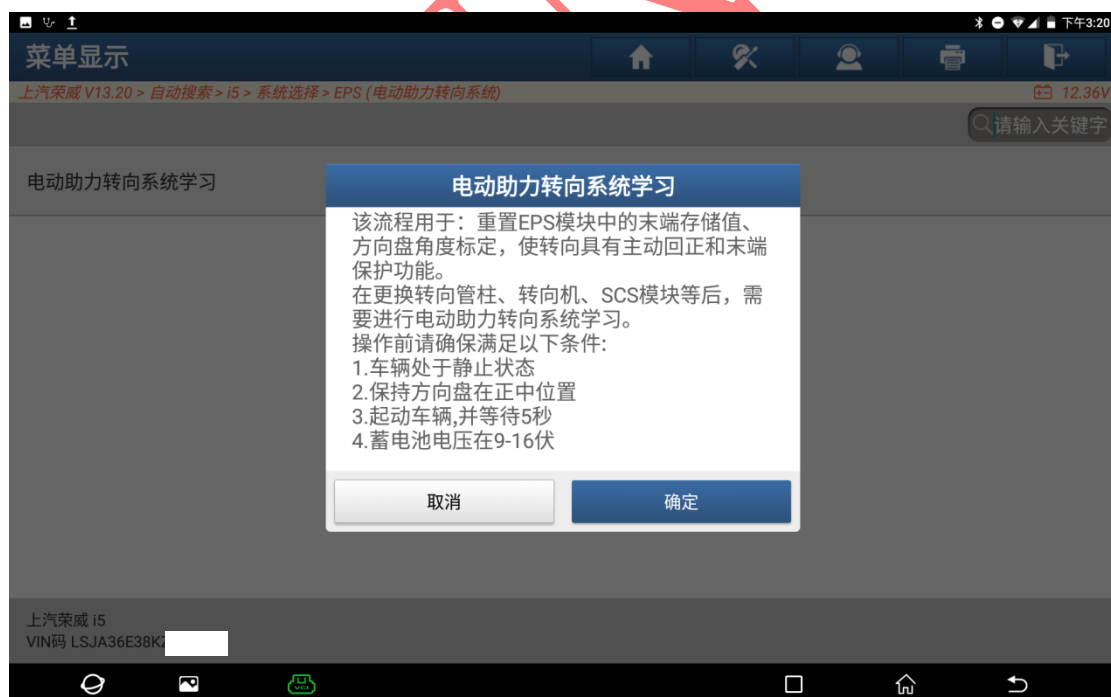 下午3:20
菜单显示
上汽荣威 V13.20 > 自动搜索 > i5 > 系统选择 > EPS (电动助力转向系统)
12.36V
请输入关键字
电动助力转向系统学习
电动助力转向系统学习
该流程用于：重置EPS模块中的末端存储值、
方向盘角度标定，使转向具有主动回正和末端
保护功能。
在更换转向管柱、转向机、SCS模块等后，需
要进行电动助力转向系统学习。
操作前请确保满足以下条件:
1.车辆处于静止状态
2.保持方向盘在正中位置
3.起动车辆,并等待5秒
4.蓄电池电压在9-16伏
取消
确定
上汽荣威 i5
VIN码 LSJA36E38KZ
VCI